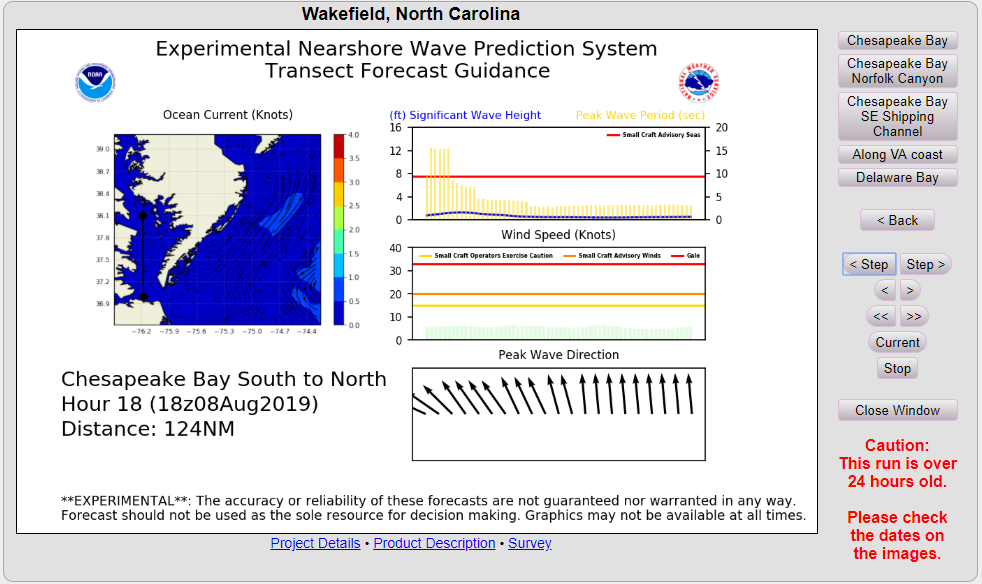 Wakefield, North Carolina
Experimental Nearshore Wave Prediction System
Transect Forecast Guidance
NOAA
NATIONAL WEATHER SERVICE
Ocean Current (Knots)
39.0
38.7
38.4
38.1
37.8
37.5
37.2
36.9
−76.2 −75.9 −75.6 −75.3 −75.0 −74.7 −74.4
4.0
3.5
3.0
2.5
2.0
1.5
1.0
0.5
0.0
(ft) Significant Wave Height Peak Wave Period (sec)
Small Craft Advisory Seas
16 20
12 15
8 10
4 5
0 0
Wind Speed (Knots)
Small Craft Operators Exercise Caution Small Craft Advisory Winds Gale
40
30
20
10
0
Peak Wave Direction
Chesapeake Bay South to North
Hour 18 (18z08Aug2019)
Distance: 124NM
**EXPERIMENTAL**: The accuracy or reliability of these forecasts are not guaranteed nor warranted in any way.
Forecast should not be used as the sole resource for decision making. Graphics may not be available at all times.
Project Details • Product Description • Survey
Chesapeake Bay
Chesapeake Bay
Norfolk Canyon
Chesapeake Bay
SE Shipping
Channel
Along VA coast
Delaware Bay
< Back
< Step Step >
< >
<< >>
Current
Stop
Close Window
Caution:
This run is over
24 hours old.
Please check
the dates on
the images.